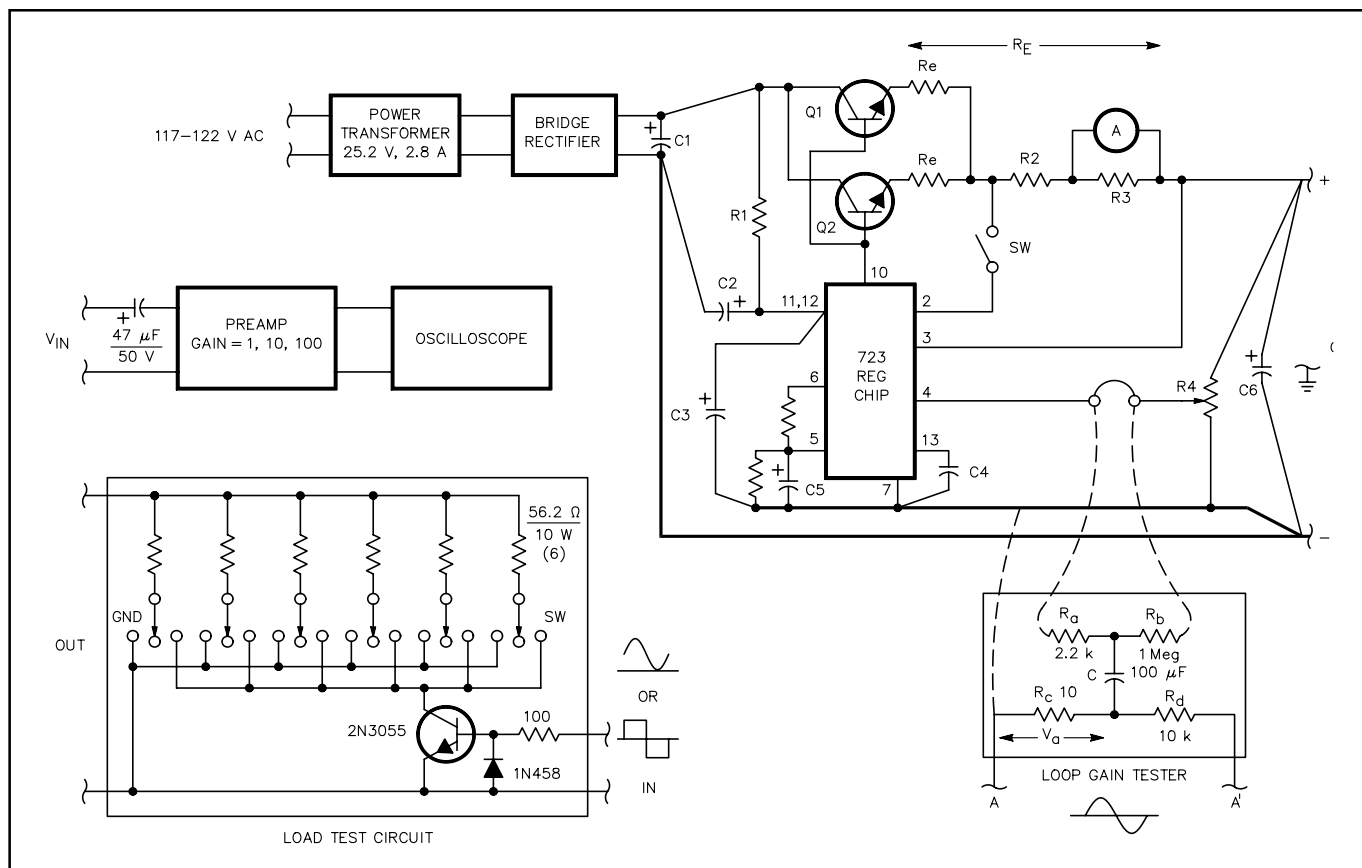 R_E
Re
Q1
A
POWER
TRANSFORMER
25.2 V, 2.8 A
BRIDGE
RECTIFIER
+
C1
117–122 V AC
Re
R2
R3
+
R1
Q2
SW
10
C2
+
11,12
2
3
723
REG
CHIP
6
4
5
13
7
+
C3
+
C5
C4
R4
+
C6
–
V_IN
+
47 µF
50 V
PREAMP
GAIN = 1, 10, 100
OSCILLOSCOPE
56.2 Ω
10 W
(6)
GND
SW
OUT
OR
2N3055
100
1N458
IN
LOAD TEST CIRCUIT
R_a
2.2 k
R_b
1 Meg
C
100 µF
R_c 10
R_d
10 k
V_a
LOOP GAIN TESTER
A
A'